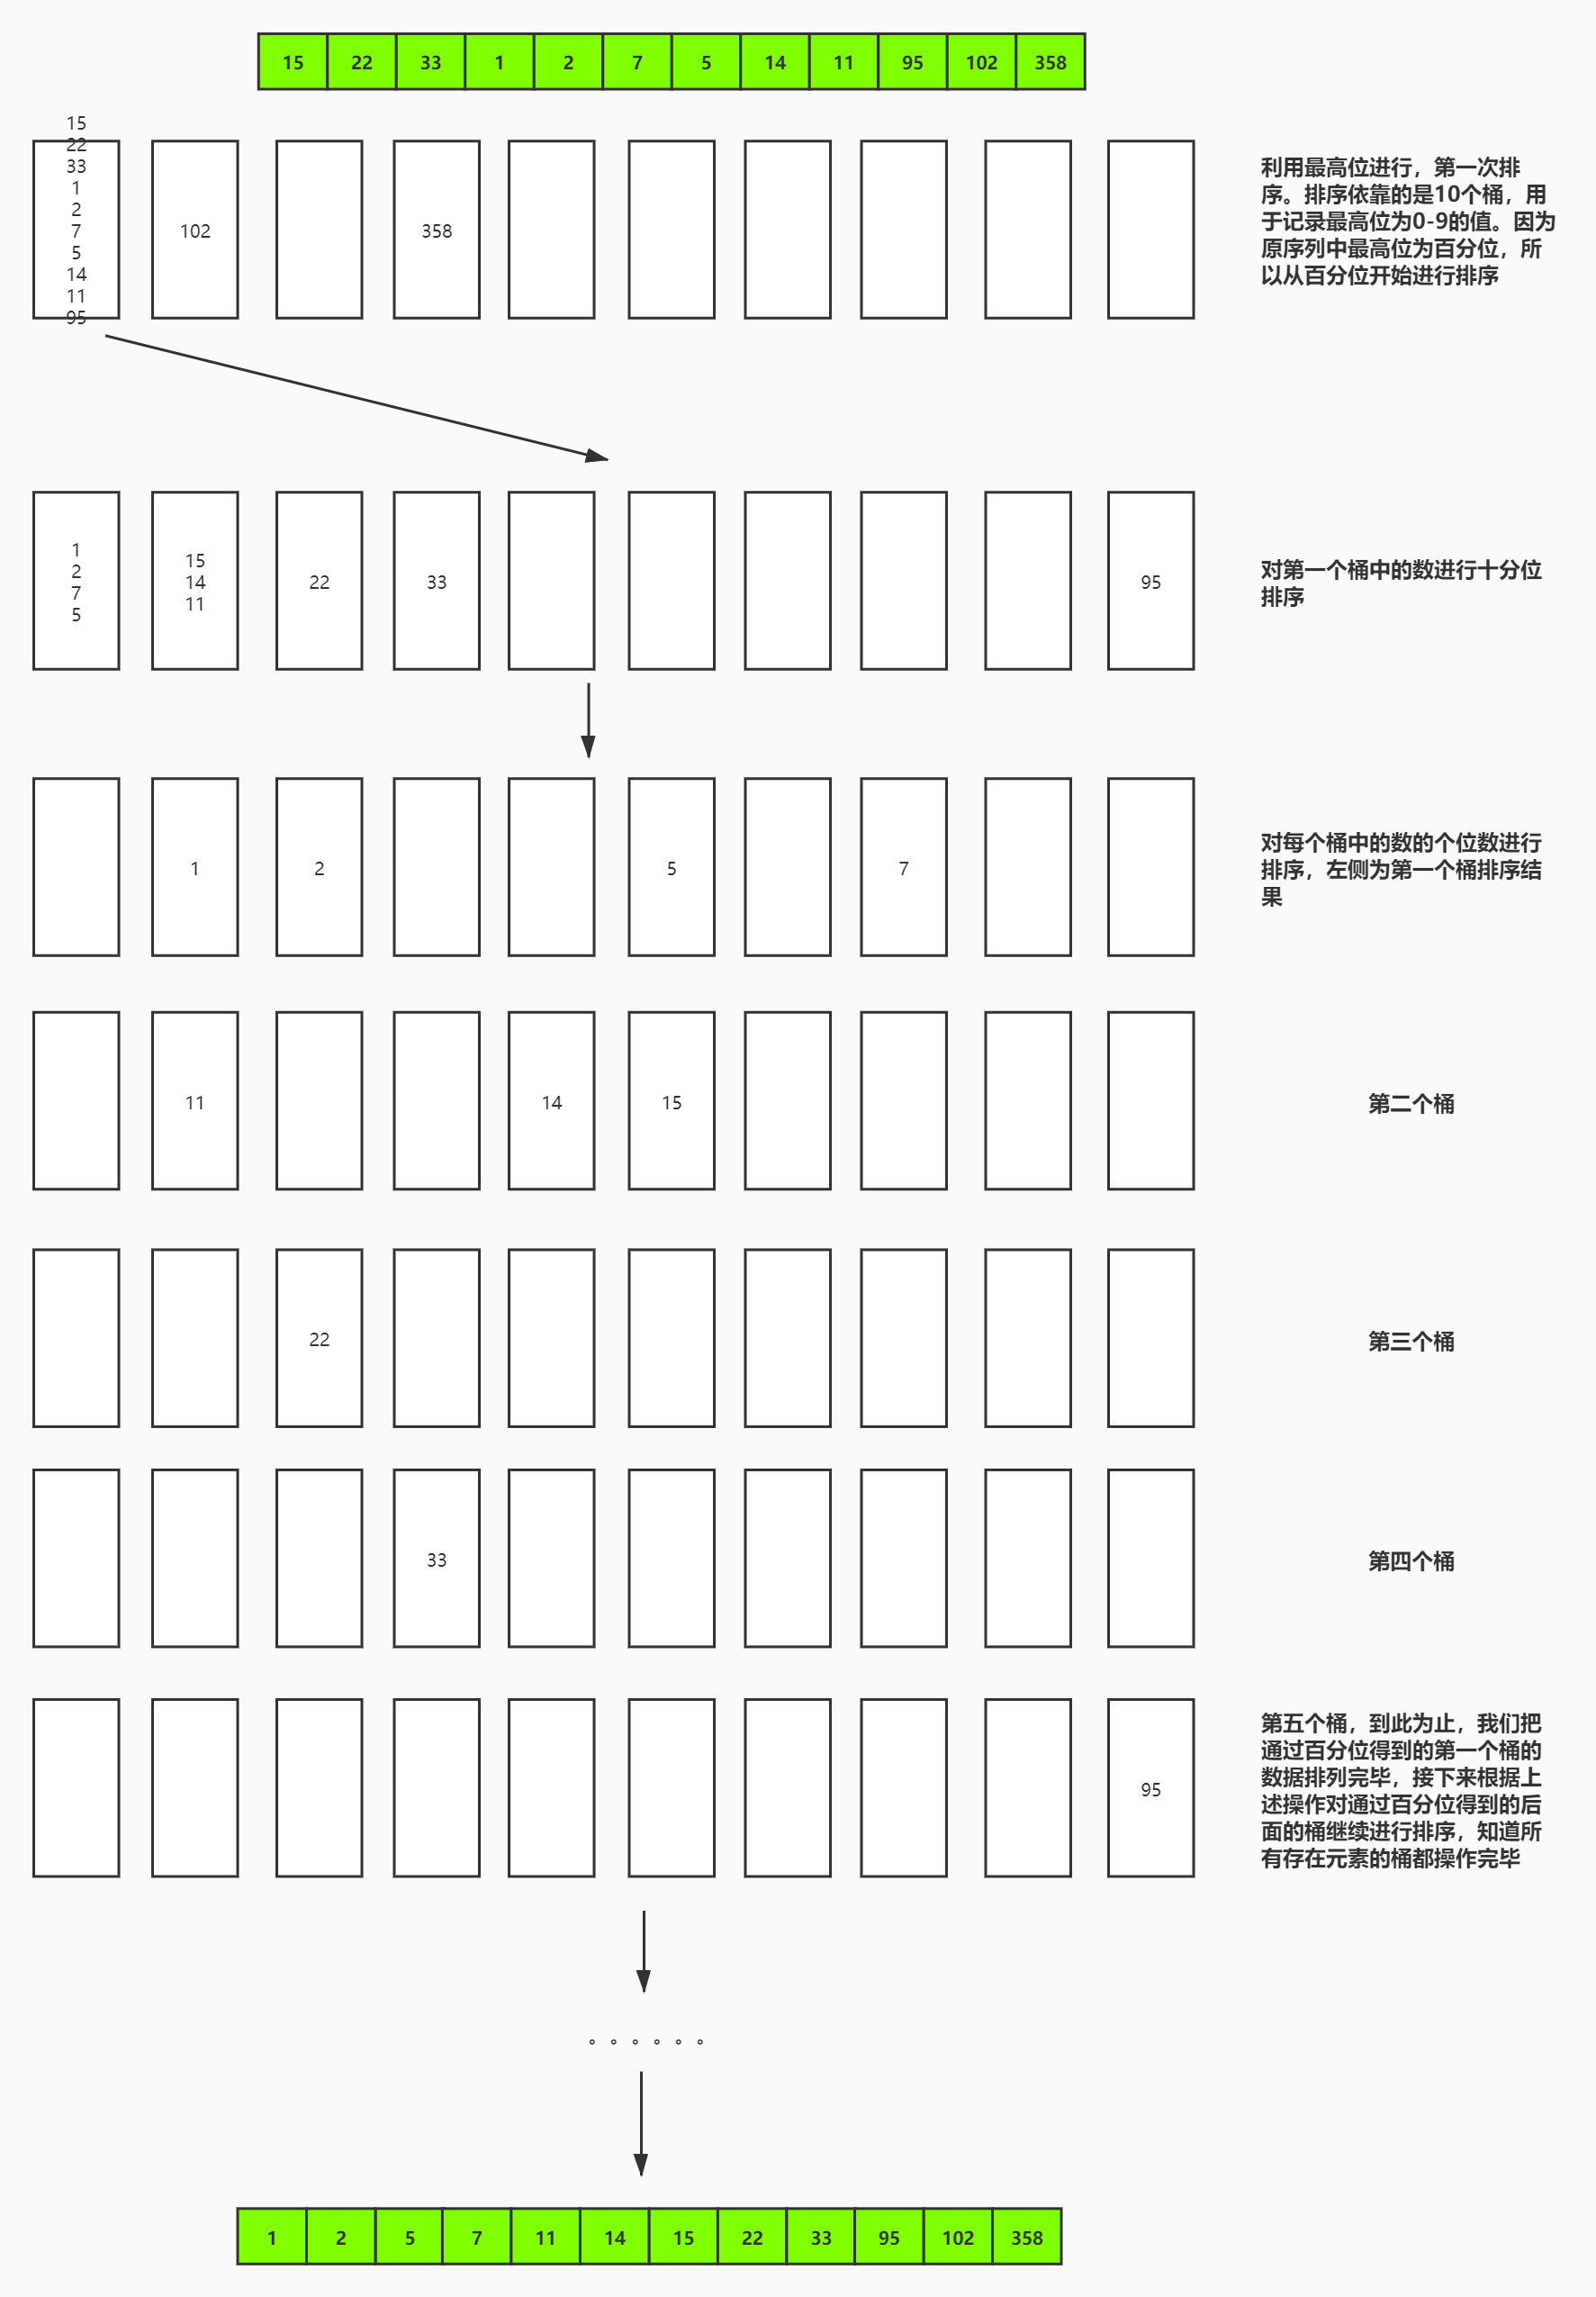 15 22 33 1 2 7 5 14 11 95 102 358
15
22
33
1
2
7
5
14
11
95
102
358
利用最高位进行，第一次排
序。排序依靠的是10个桶，用
于记录最高位为0-9的值。因为
原序列中最高位为百分位，所
以从百分位开始进行排序
1
2
7
5
15
14
11
22
33
95
对第一个桶中的数进行十分位
排序
1
2
5
7
对每个桶中的数的个位数进行
排序，左侧为第一个桶排序结
果
11
14
15
第二个桶
22
第三个桶
33
第四个桶
95
第五个桶，到此为止，我们把
通过百分位得到的第一个桶的
数据排列完毕，接下来根据上
述操作对通过百分位得到的后
面的桶继续进行排序，知道所
有存在元素的桶都操作完毕
。。。。。。
1 2 5 7 11 14 15 22 33 95 102 358